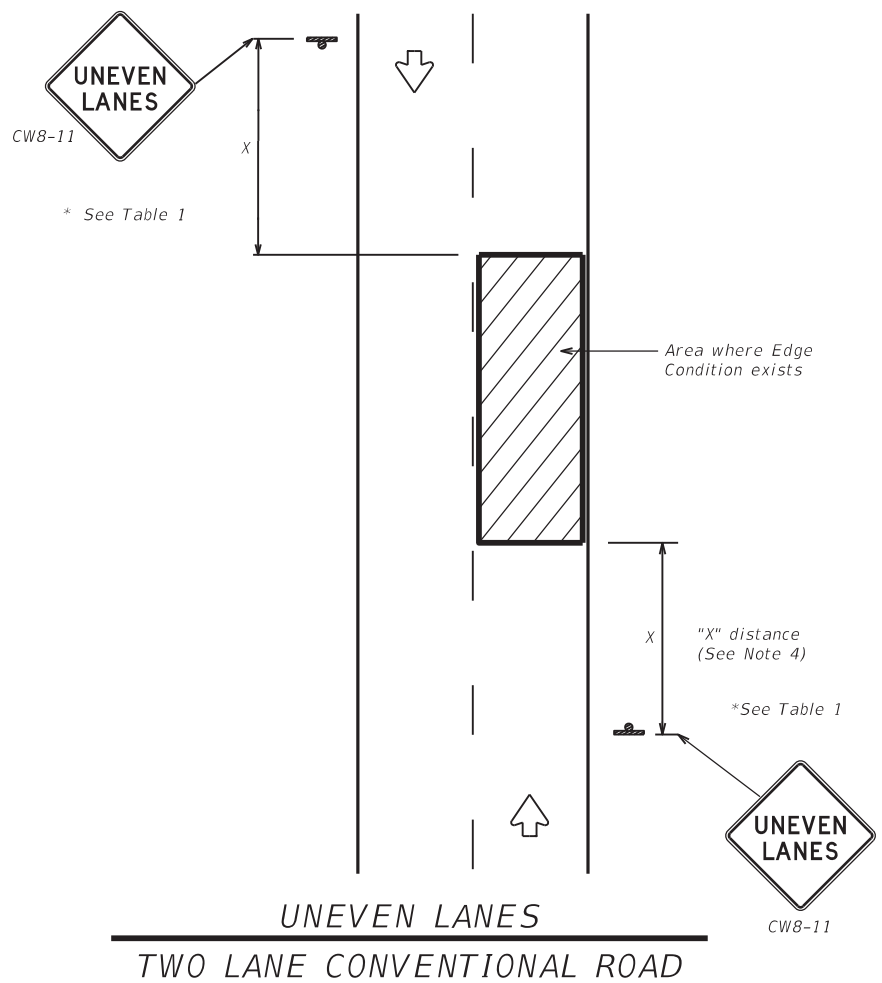 UNEVEN
LANES
CW8-11
X
* See Table 1
Area where Edge
Condition exists
X
"X" distance
(See Note 4)
*See Table 1
UNEVEN
LANES
CW8-11
UNEVEN LANES
TWO LANE CONVENTIONAL ROAD